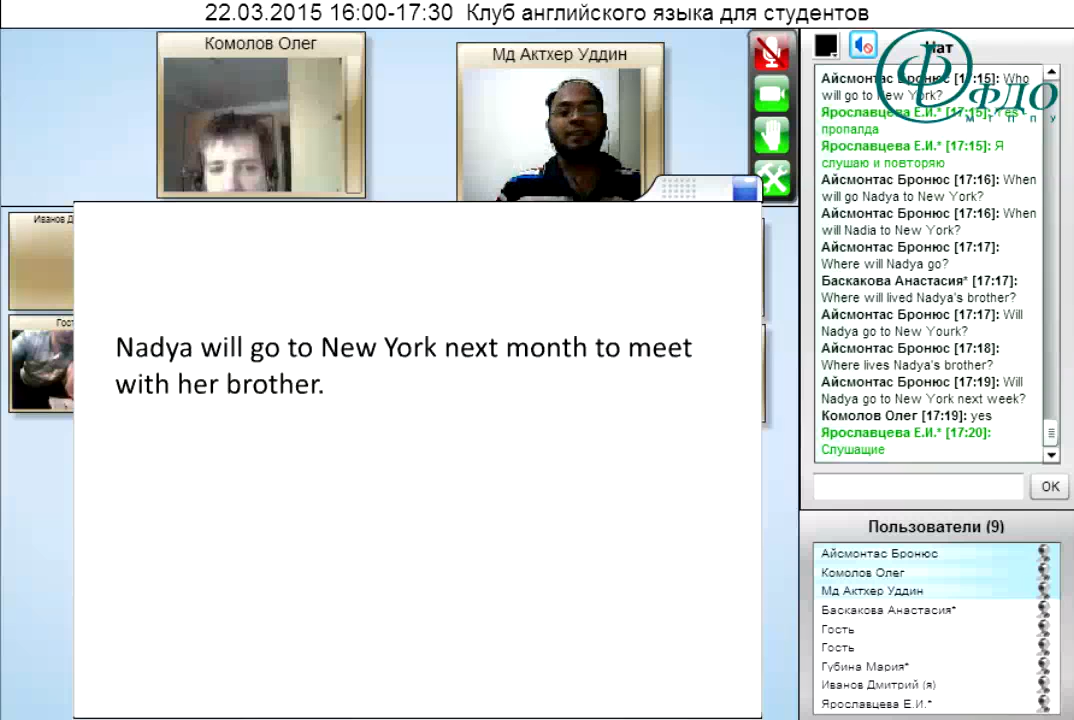 22.03.2015 16:00-17:30 Клуб английского языка для студентов
Комолов Олег
Мд Актхер Уддин
Иванов Д
Гост
Nadya will go to New York next month to meet
with her brother.
Чат
ФДО
МГППУ
Айсмонтас Бронюс [17:15]: Who
will go to New York?
Ярославцева Е.И.* [17:15]: Yes
пропалда
Ярославцева Е.И.* [17:15]: Я
слушаю и повторяю
Айсмонтас Бронюс [17:16]: When
will go Nadya to New York?
Айсмонтас Бронюс [17:16]: When
will Nadia to New York?
Айсмонтас Бронюс [17:17]:
Where will Nadya go?
Баскакова Анастасия* [17:17]:
Where will lived Nadya's brother?
Айсмонтас Бронюс [17:17]: Will
Nadya go to New Yourk?
Айсмонтас Бронюс [17:18]:
Where lives Nadya's brother?
Айсмонтас Бронюс [17:19]: Will
Nadya go to New York next week?
Комолов Олег [17:19]: yes
Ярославцева Е.И.* [17:20]:
Слушащие
OK
Пользователи (9)
Айсмонтас Бронюс
Комолов Олег
Мд Актхер Уддин
Баскакова Анастасия*
Гость
Гость
Губина Мария*
Иванов Дмитрий (я)
Ярославцева Е.И.*